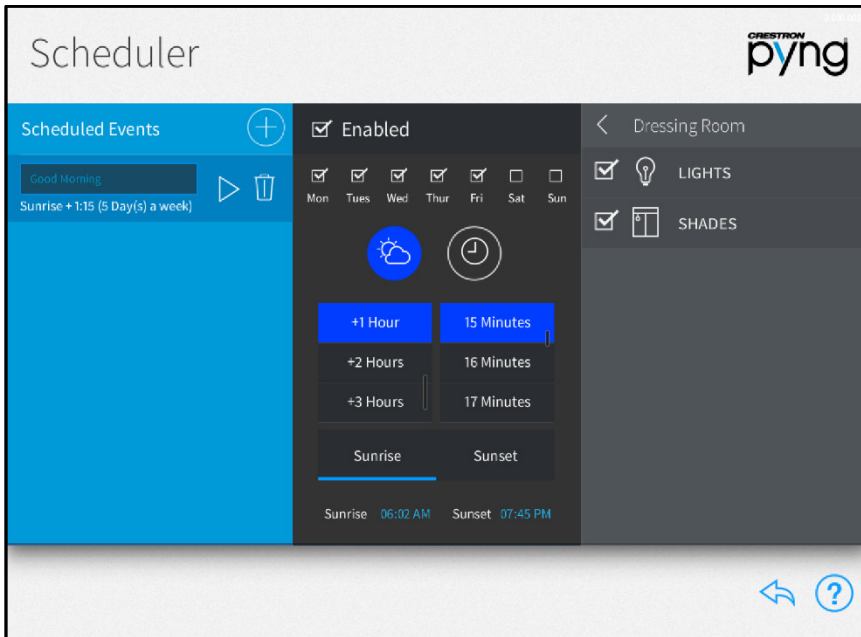 Scheduler
CRESTRON
pyng
Scheduled Events
Good Morning
Sunrise + 1:15 (5 Day(s) a week)
Enabled
Mon Tues Wed Thur Fri Sat Sun
+1 Hour 15 Minutes
+2 Hours 16 Minutes
+3 Hours 17 Minutes
Sunrise Sunset
Sunrise 06:02 AM Sunset 07:45 PM
Dressing Room
LIGHTS
SHADES
?